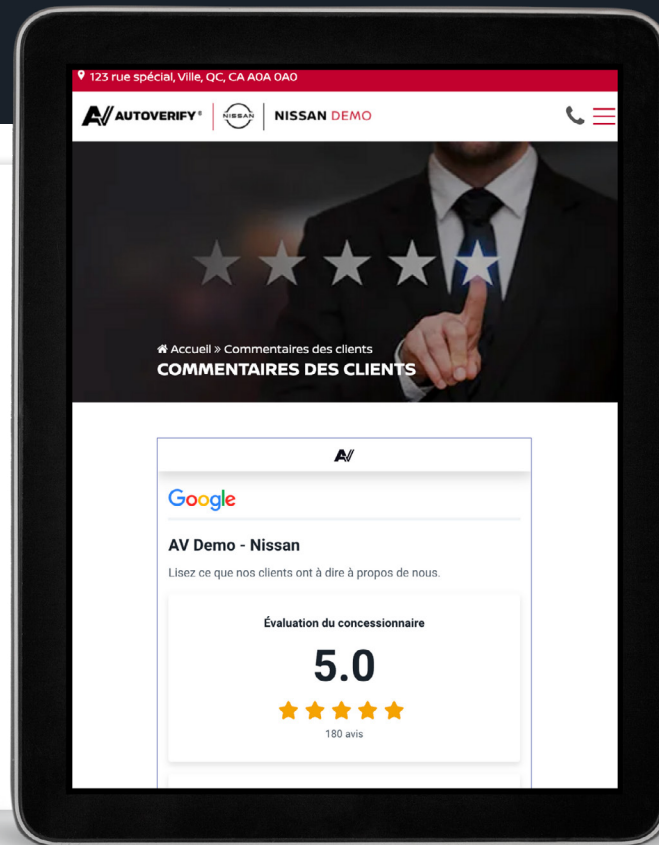 123 rue spécial, Ville, QC, CA A0A 0A0
AV AUTOVERIFY® NISSAN NISSAN DEMO
Accueil » Commentaires des clients
COMMENTAIRES DES CLIENTS
AV
Google
AV Demo - Nissan
Lisez ce que nos clients ont à dire à propos de nous.
Évaluation du concessionnaire
5.0
180 avis